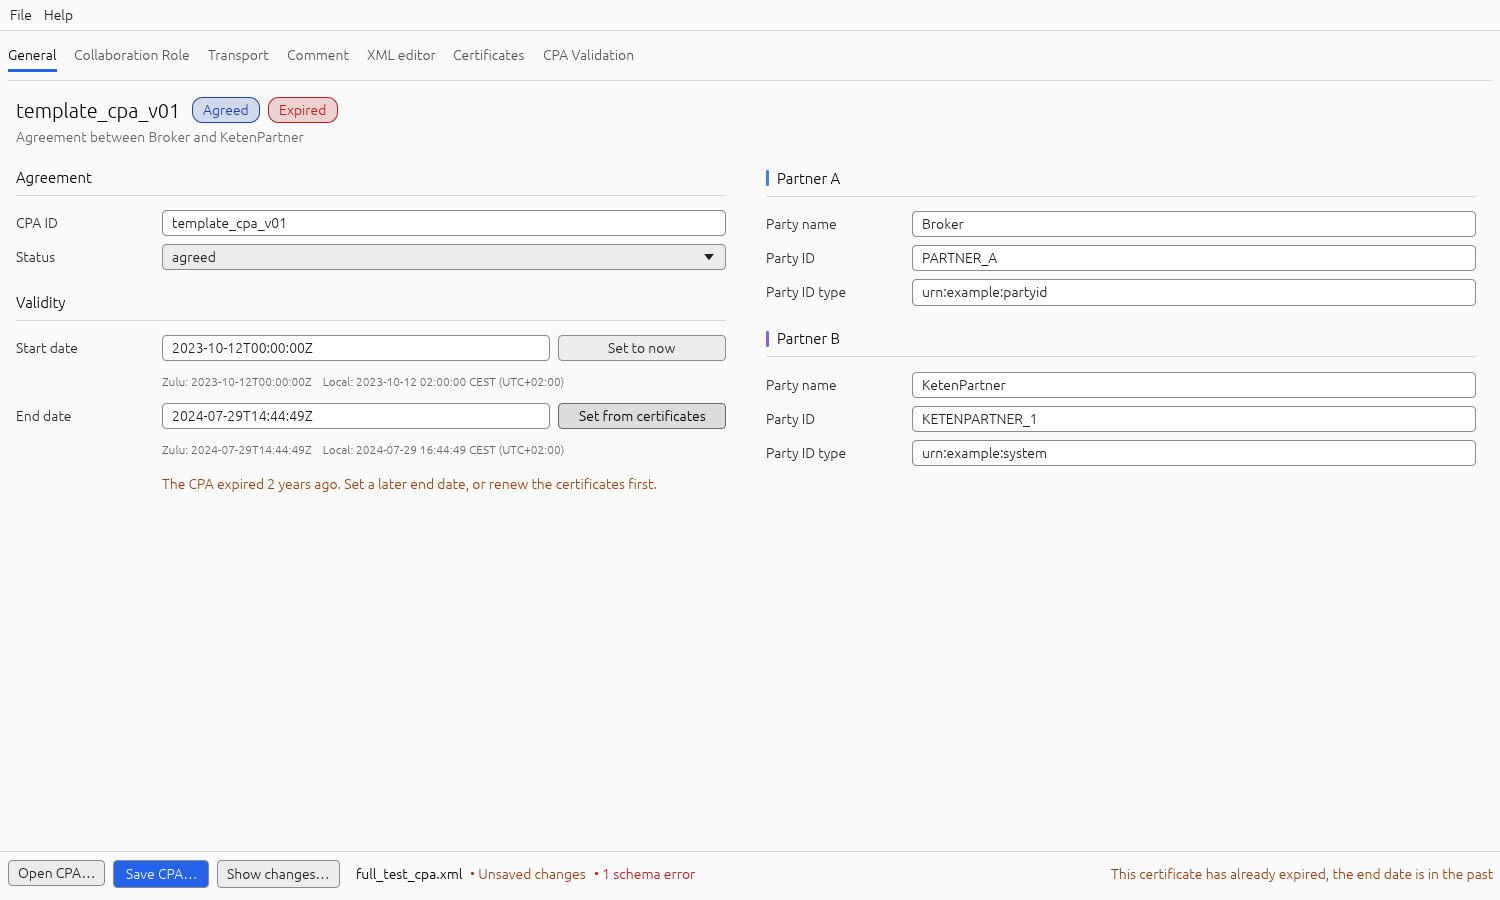 File Help
General Collaboration Role Transport Comment XML editor Certificates CPA Validation
template_cpa_v01 Agreed Expired
Agreement between Broker and KetenPartner
Agreement
CPA ID template_cpa_v01
Status agreed
Validity
Start date 2023-10-12T00:00:00Z Set to now
Zulu: 2023-10-12T00:00:00Z Local: 2023-10-12 02:00:00 CEST (UTC+02:00)
End date 2024-07-29T14:44:49Z Set from certificates
Zulu: 2024-07-29T14:44:49Z Local: 2024-07-29 16:44:49 CEST (UTC+02:00)
The CPA expired 2 years ago. Set a later end date, or renew the certificates first.
Partner A
Party name Broker
Party ID PARTNER_A
Party ID type urn:example:partyid
Partner B
Party name KetenPartner
Party ID KETENPARTNER_1
Party ID type urn:example:system
Open CPA... Save CPA... Show changes... full_test_cpa.xml • Unsaved changes • 1 schema error This certificate has already expired, the end date is in the past